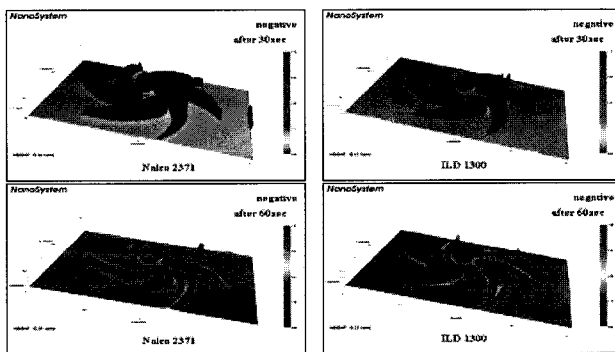 NanoSystem
negative
after 30sec
Nalco 2371
NanoSystem
negative
after 30sec
ILD 1300
NanoSystem
negative
after 60sec
Nalco 2371
NanoSystem
negative
after 60sec
ILD 1300